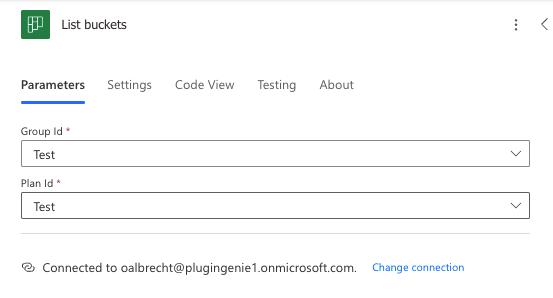 List buckets
Parameters Settings Code View Testing About
Group Id *
Test
Plan Id *
Test
Connected to oalbrecht@plugingenie1.onmicrosoft.com. Change connection